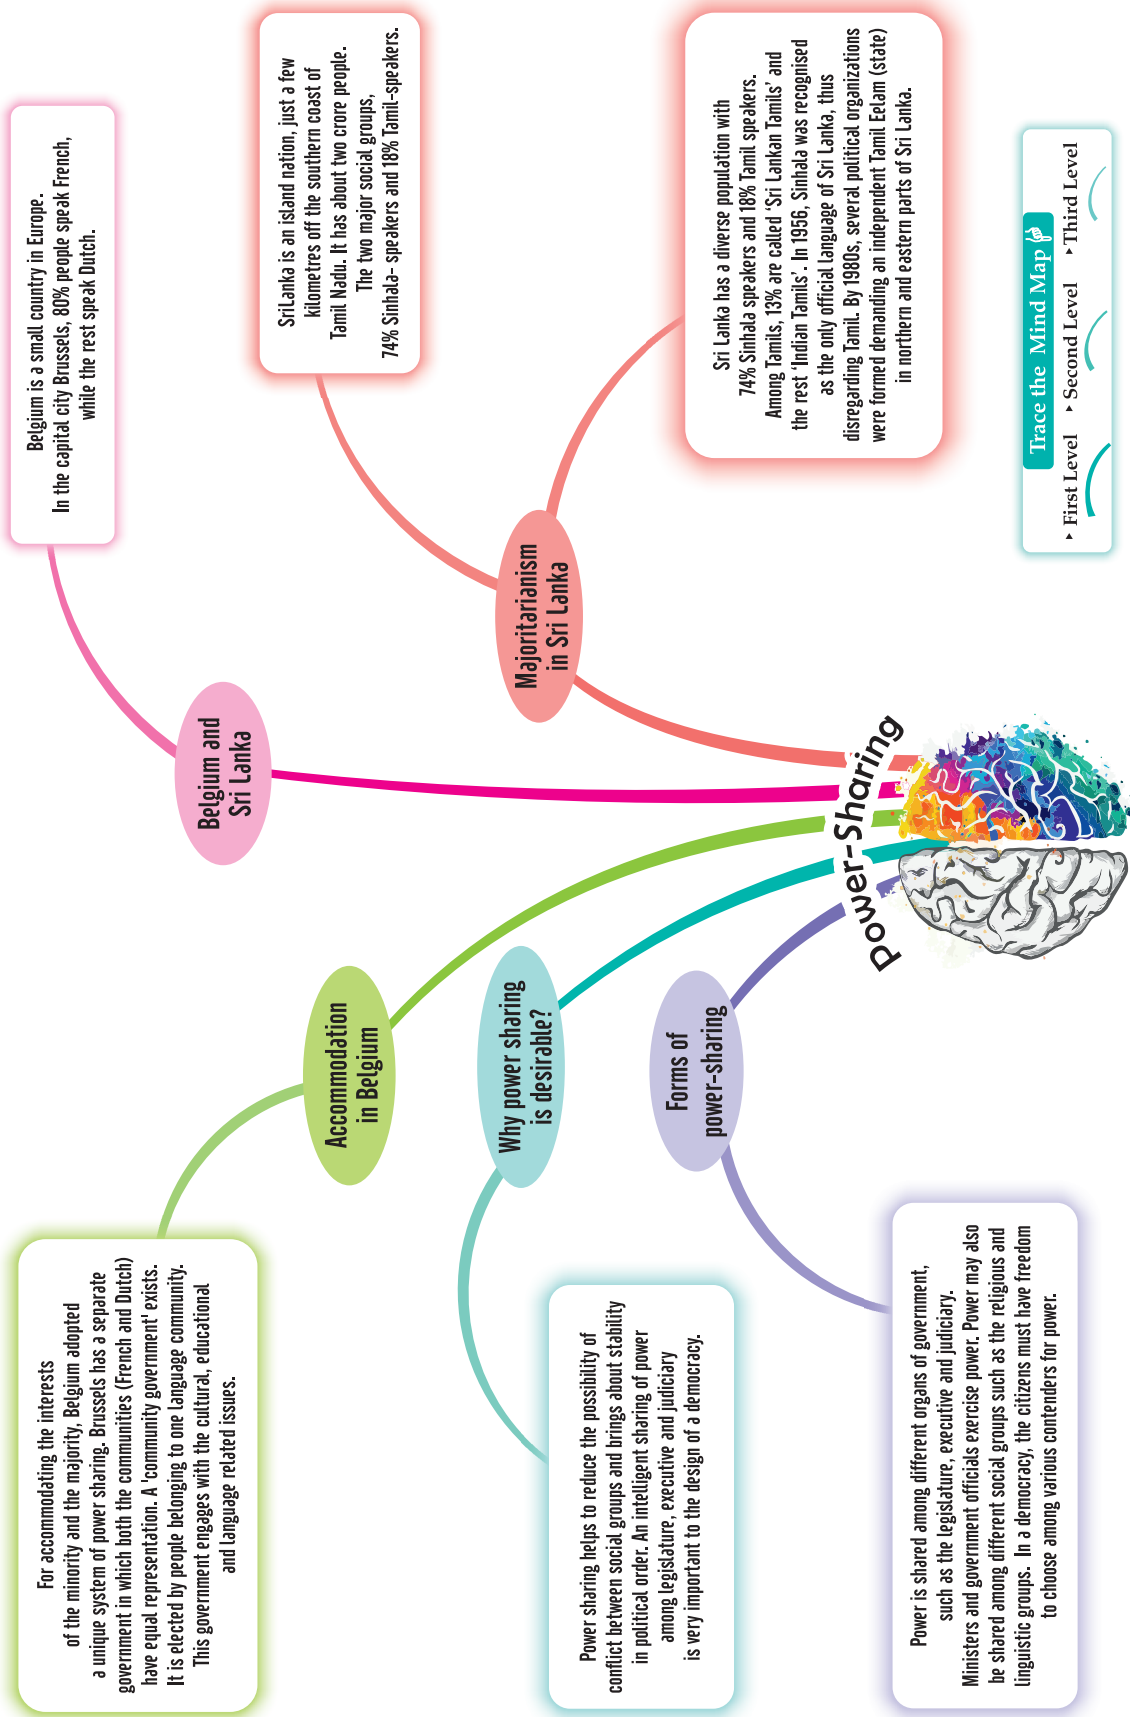 Power-Sharing
Forms of
power-sharing
Power is shared among different organs of government,
such as the legislature, executive and judiciary.
Ministers and government officials exercise power. Power may also
be shared among different social groups such as the religious and
linguistic groups. In a democracy, the citizens must have freedom
to choose among various contenders for power.
Why power sharing
is desirable?
Power sharing helps to reduce the possibility of
conflict between social groups and brings about stability
in political order. An intelligent sharing of power
among legislature, executive and judiciary
is very important to the design of a democracy.
Accommodation
in Belgium
For accommodating the interests
of the minority and the majority, Belgium adopted
a unique system of power sharing. Brussels has a separate
government in which both the communities (French and Dutch)
have equal representation. A 'community government' exists.
It is elected by people belonging to one language community.
This government engages with the cultural, educational
and language related issues.
Belgium and
Sri Lanka
Belgium is a small country in Europe.
In the capital city Brussels, 80% people speak French,
while the rest speak Dutch.
Majoritarianism
in Sri Lanka
SriLanka is an island nation, just a few
kilometres off the southern coast of
Tamil Nadu. It has about two crore people.
The two major social groups,
74% Sinhala- speakers and 18% Tamil-speakers.
Sri Lanka has a diverse population with
74% Sinhala speakers and 18% Tamil speakers.
Among Tamils, 13% are called ‘Sri Lankan Tamils’ and
the rest ‘Indian Tamils’. In 1956, Sinhala was recognised
as the only official language of Sri Lanka, thus
disregarding Tamil. By 1980s, several political organizations
were formed demanding an independent Tamil Eelam (state)
in northern and eastern parts of Sri Lanka.
Trace the Mind Map
▸ First Level ▸ Second Level ▸ Third Level